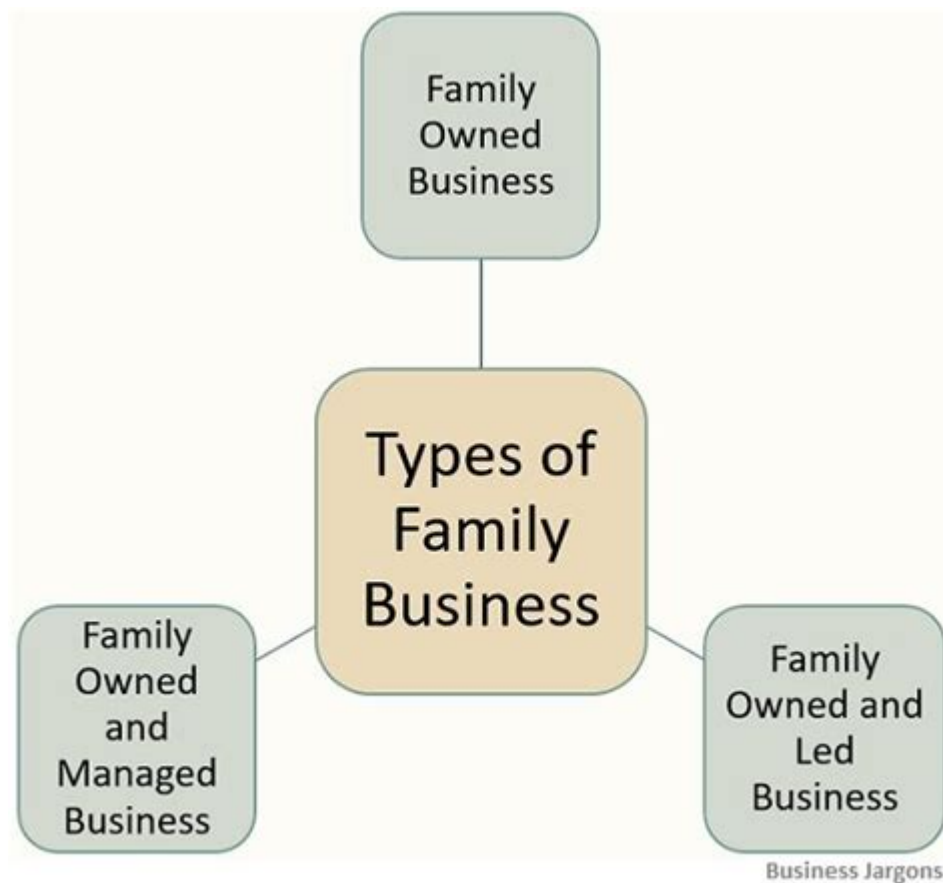 Family
Owned
Business
Types of
Family
Business
Family
Owned
and
Managed
Business
Family
Owned and
Led
Business
Business Jargons